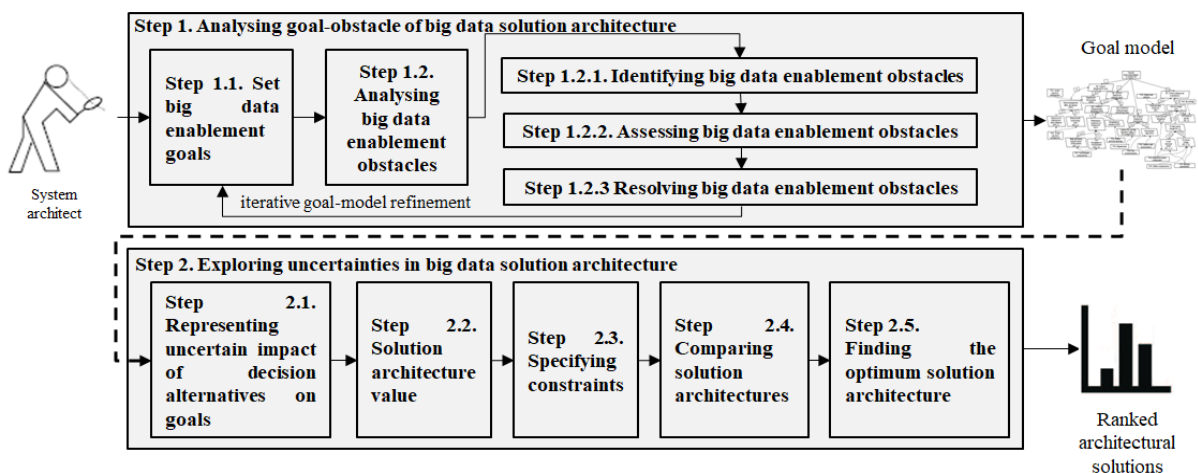 Step 1. Analysing goal-obstacle of big data solution architecture
Step 1.1. Set
big data
enablement
goals
Step 1.2.
Analysing
big data
enablement
obstacles
Step 1.2.1. Identifying big data enablement obstacles
Step 1.2.2. Assessing big data enablement obstacles
Step 1.2.3 Resolving big data enablement obstacles
iterative goal-model refinement
System
architect
Goal model
Step 2. Exploring uncertainties in big data solution architecture
Step 2.1.
Representing
uncertain impact
of decision
alternatives on
goals
Step 2.2.
Solution
architecture
value
Step 2.3.
Specifying
constraints
Step 2.4.
Comparing
solution
architectures
Step 2.5.
Finding the
optimum solution
architecture
Ranked
architectural
solutions